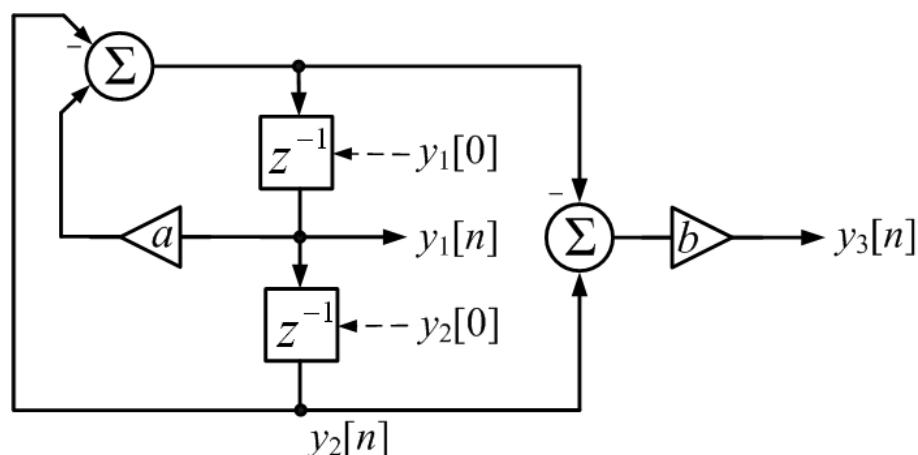 −
Σ
z⁻¹
y₁[0]
−
a
y₁[n]
Σ
b
y₃[n]
z⁻¹
y₂[0]
y₂[n]